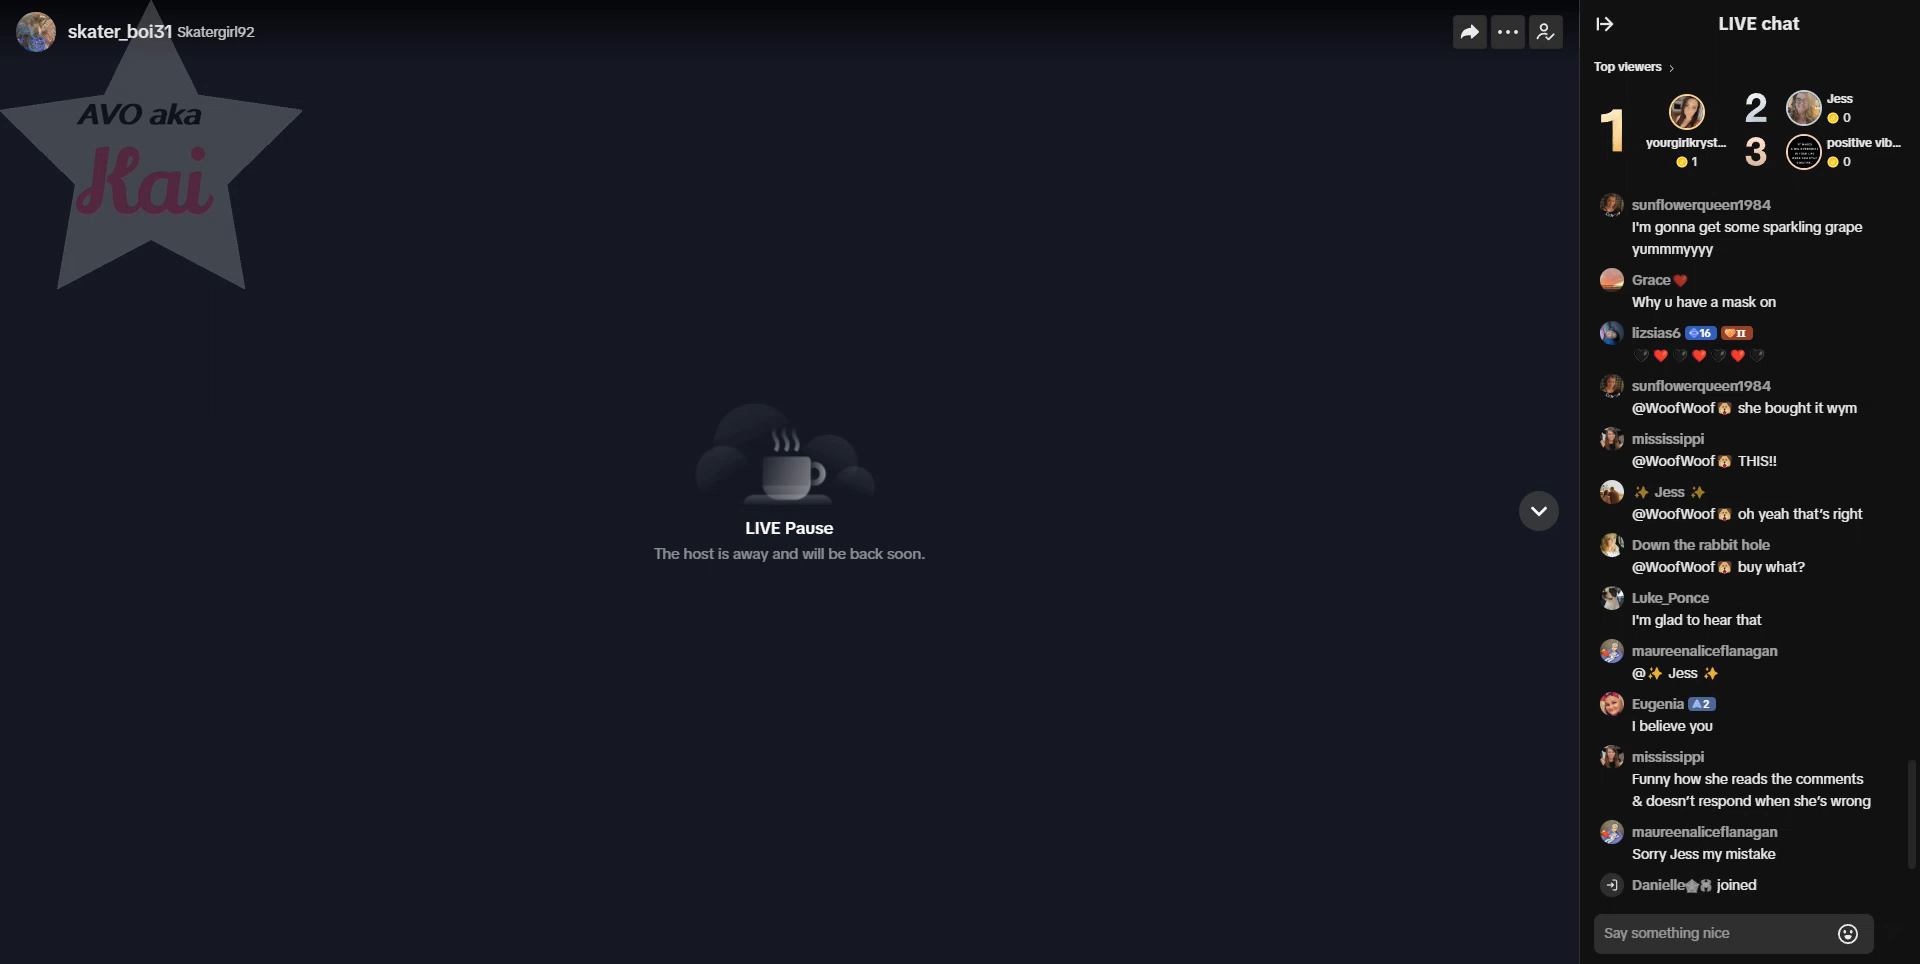 skater_boi31 Skatergirl92
AVO aka
Kai
LIVE Pause
The host is away and will be back soon.
LIVE chat
Top viewers
1
yourgirlkryst...
1
2
Jess
0
3
positive vib...
0
sunflowerqueen1984
I'm gonna get some sparkling grape
yummmyyyy
Grace❤️
Why u have a mask on
lizsias6 16 II
🖤❤️🖤❤️🖤❤️🖤
sunflowerqueen1984
@WoofWoof🐶 she bought it wym
mississippi
@WoofWoof🐶 THIS!!
✨ Jess ✨
@WoofWoof🐶 oh yeah that's right
Down the rabbit hole
@WoofWoof🐶 buy what?
Luke_Ponce
I'm glad to hear that
maureenaliceflanagan
@✨ Jess ✨
Eugenia A2
I believe you
mississippi
Funny how she reads the comments
& doesn't respond when she's wrong
maureenaliceflanagan
Sorry Jess my mistake
Danielle joined
Say something nice